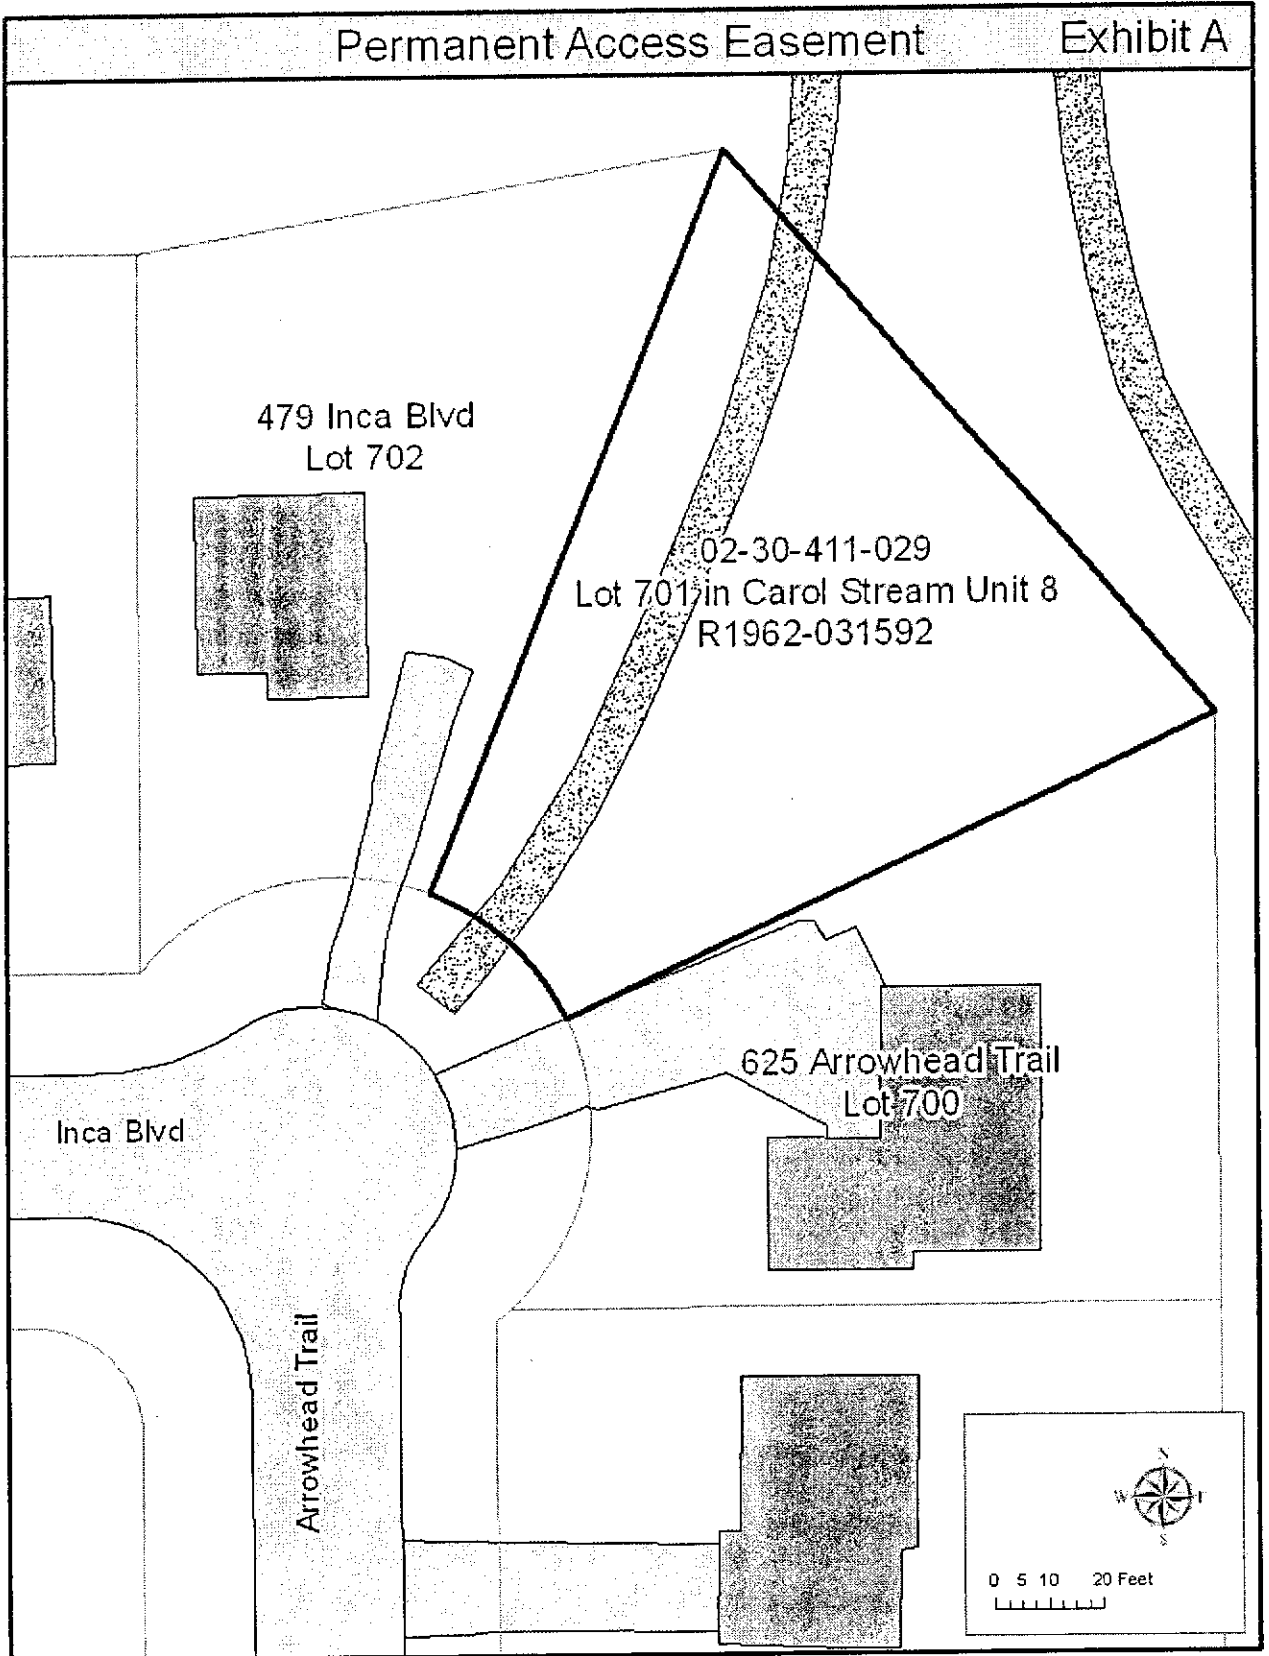 Permanent Access Easement Exhibit A
479 Inca Blvd
Lot 702
02-30-411-029
Lot 701 in Carol Stream Unit 8
R1962-031592
625 Arrowhead Trail
Lot 700
Inca Blvd
Arrowhead Trail
N
W E
S
0 5 10 20 Feet